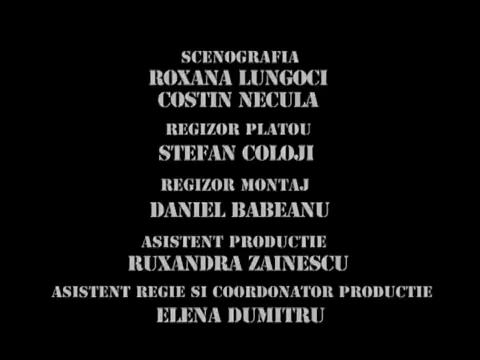 SCENOGRAFIA
ROXANA LUNGOCI
COSTIN NECULA
REGIZOR PLATOU
STEFAN COLOJI
REGIZOR MONTAJ
DANIEL BABEANU
ASISTENT PRODUCTIE
RUXANDRA ZAINESCU
ASISTENT REGIE SI COORDONATOR PRODUCTIE
ELENA DUMITRU